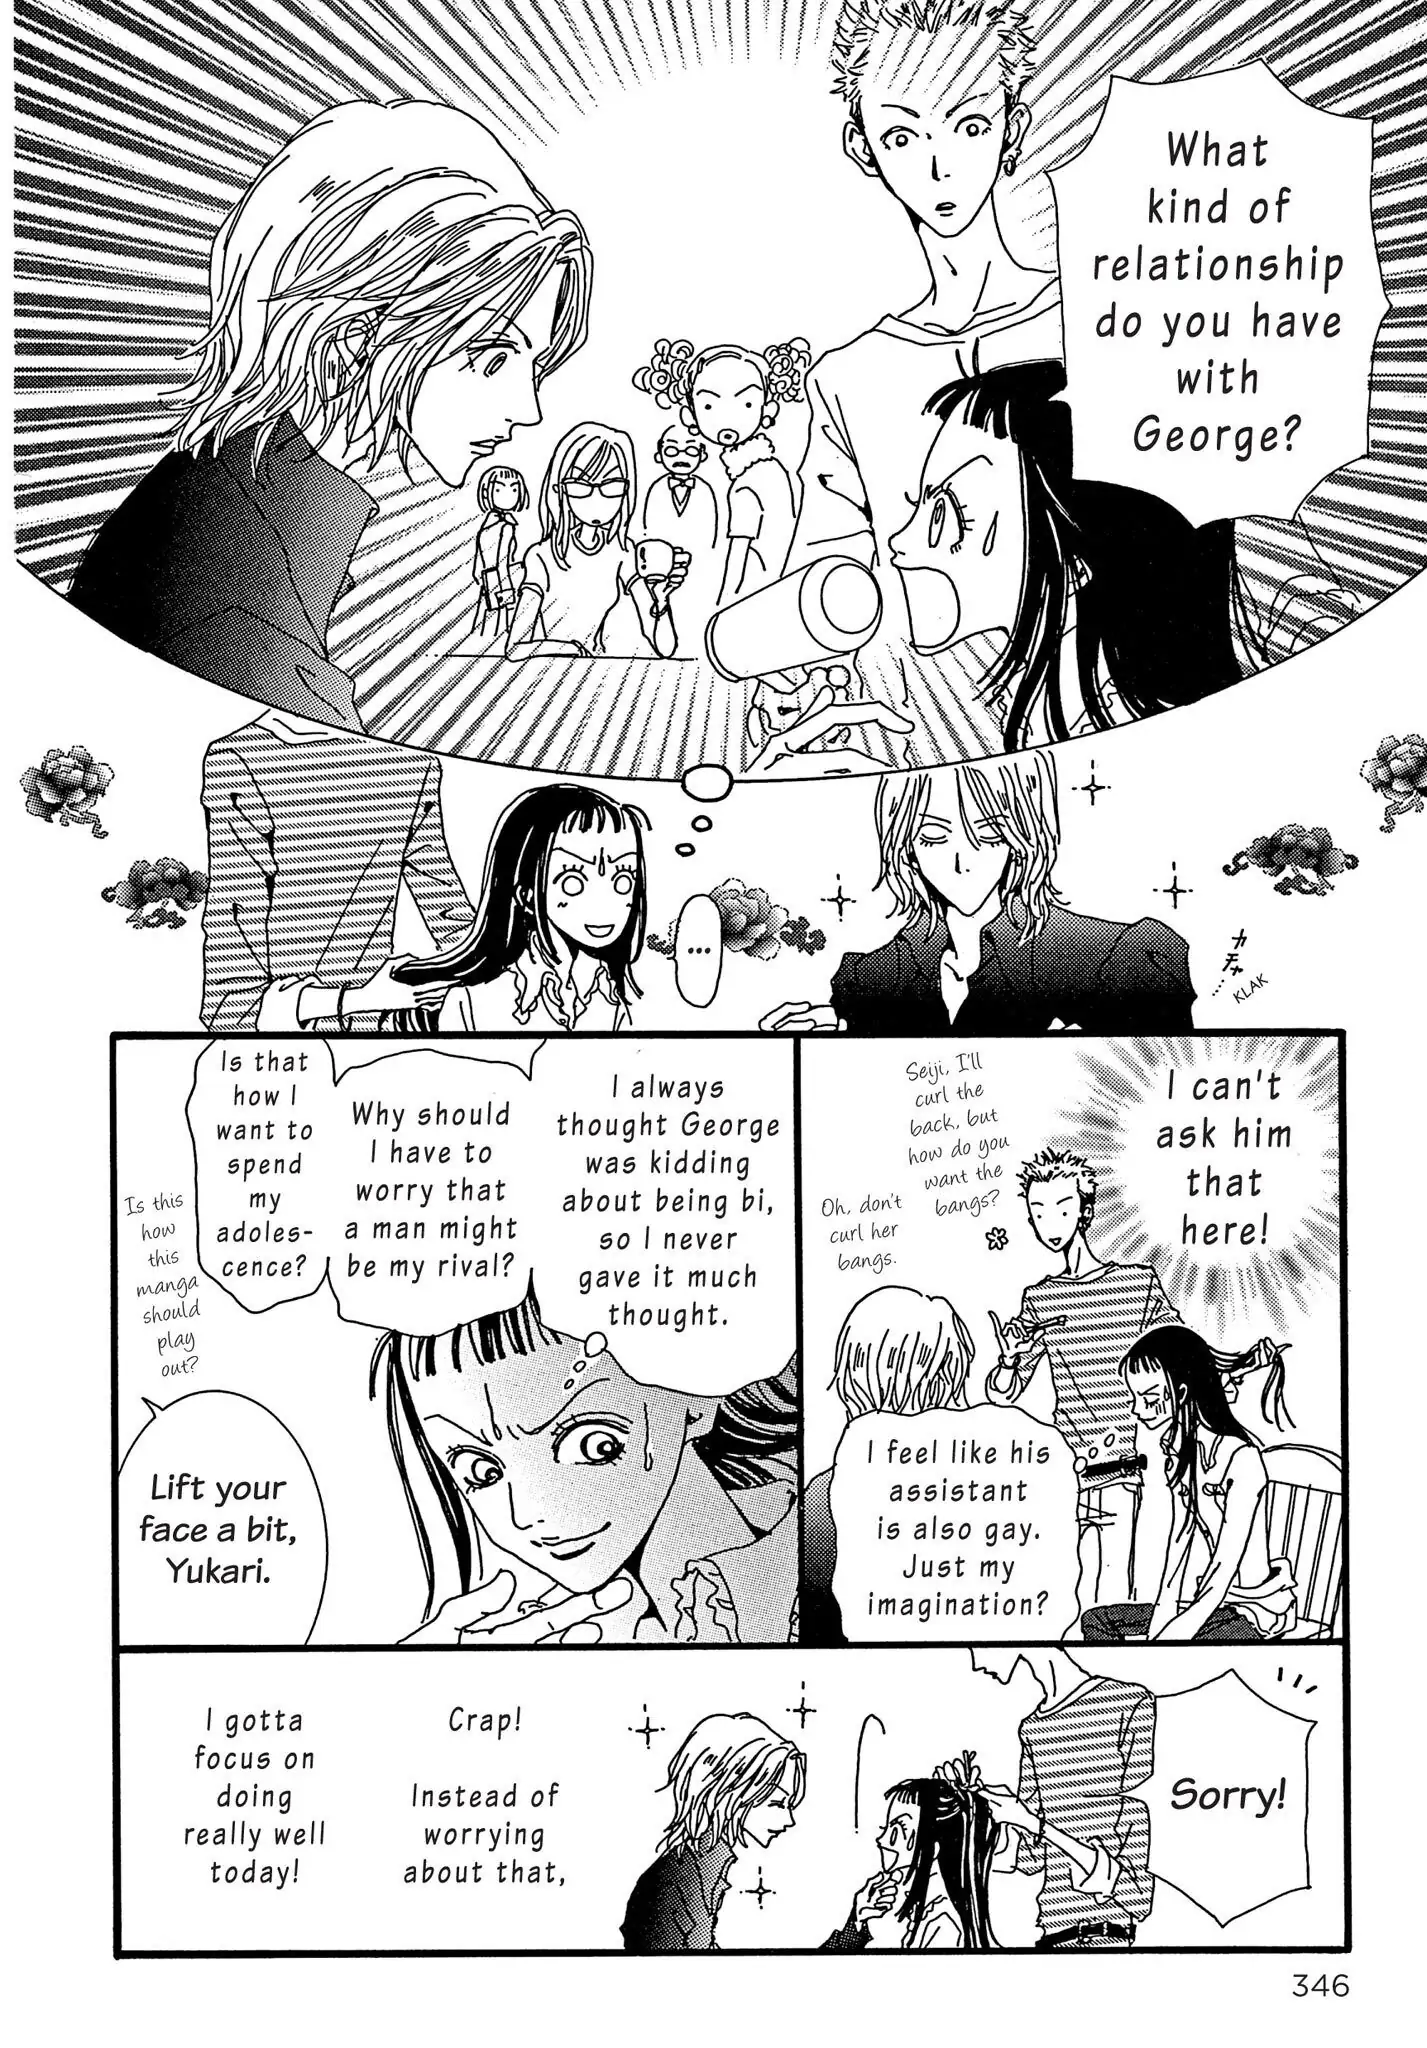 What
kind of
relationship
do you have
with
George?
...
カチャ……
KLAK
I can't
ask him
that
here!
Seiji, I'll
curl the
back, but
how do you
want the
bangs?
Oh, don't
curl her
bangs.
I feel like his
assistant
is also gay.
Just my
imagination?
I always
thought George
was kidding
about being bi,
so I never
gave it much
thought.
Why should
I have to
worry that
a man might
be my rival?
Is that
how I
want to
spend
my
adoles-
cence?
Is this
how
this
manga
should
play
out?
Lift your
face a bit,
Yukari.
Sorry!
Crap!
Instead of
worrying
about that,
I gotta
focus on
doing
really well
today!
346